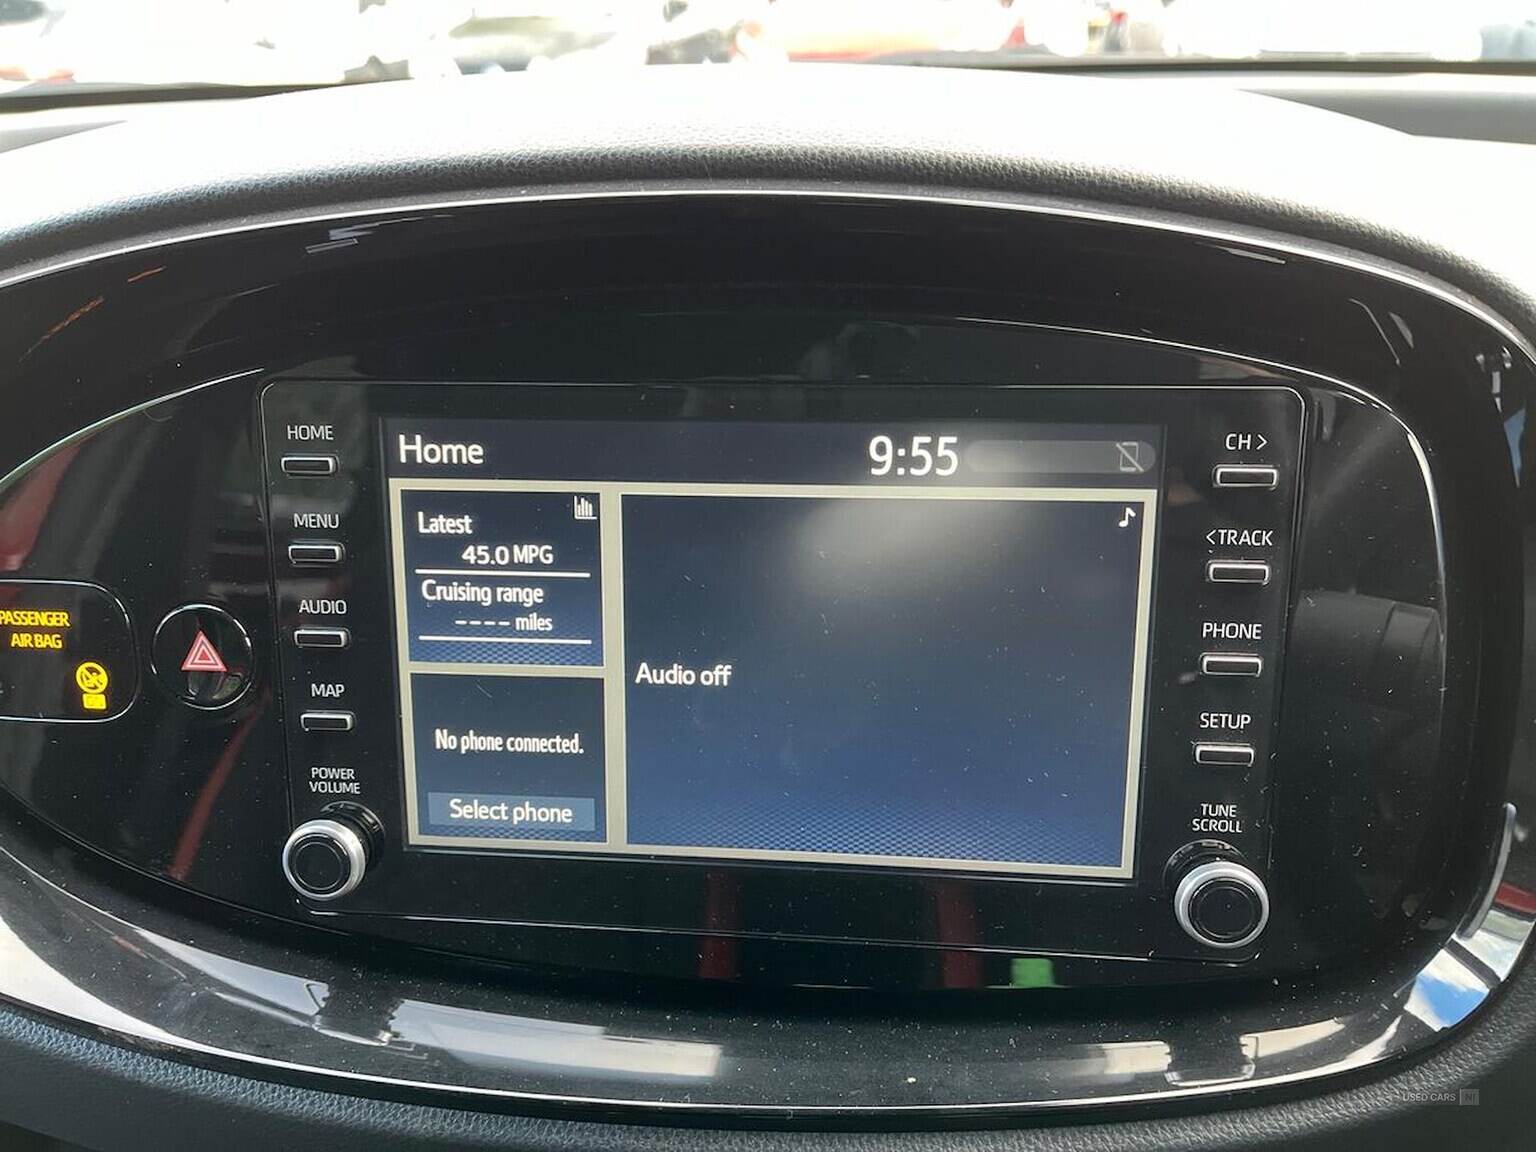 HOME
MENU
AUDIO
MAP
POWER
VOLUME
PASSENGER
AIR BAG
Home
9:55
Latest
45.0 MPG
Cruising range
---- miles
No phone connected.
Select phone
Audio off
CH >
<TRACK
PHONE
SETUP
TUNE
SCROLL
USED CARS NI